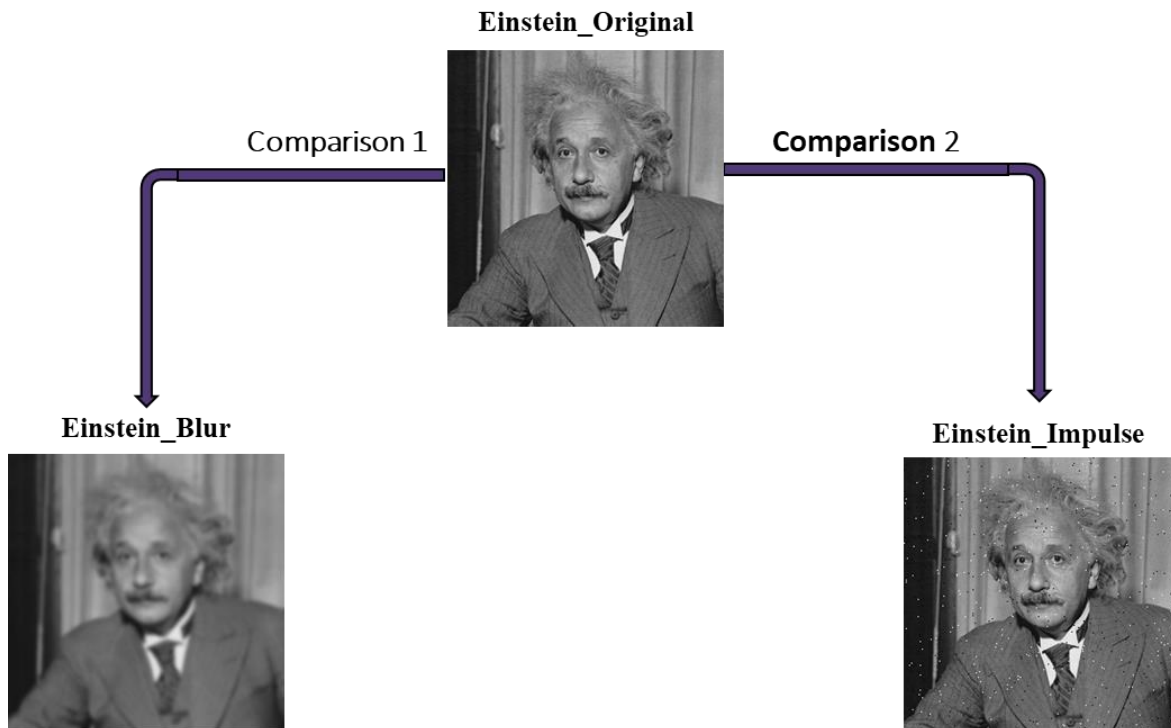 Einstein_Original
Comparison 1
Comparison 2
Einstein_Blur
Einstein_Impulse